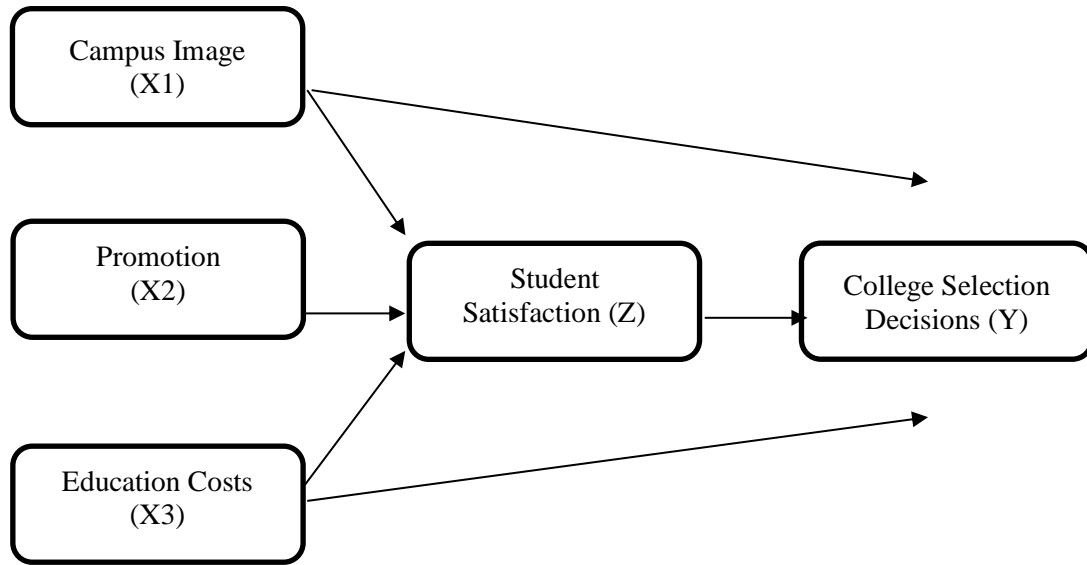 Campus Image
(X1)
Promotion
(X2)
Student
Satisfaction (Z)
College Selection
Decisions (Y)
Education Costs
(X3)